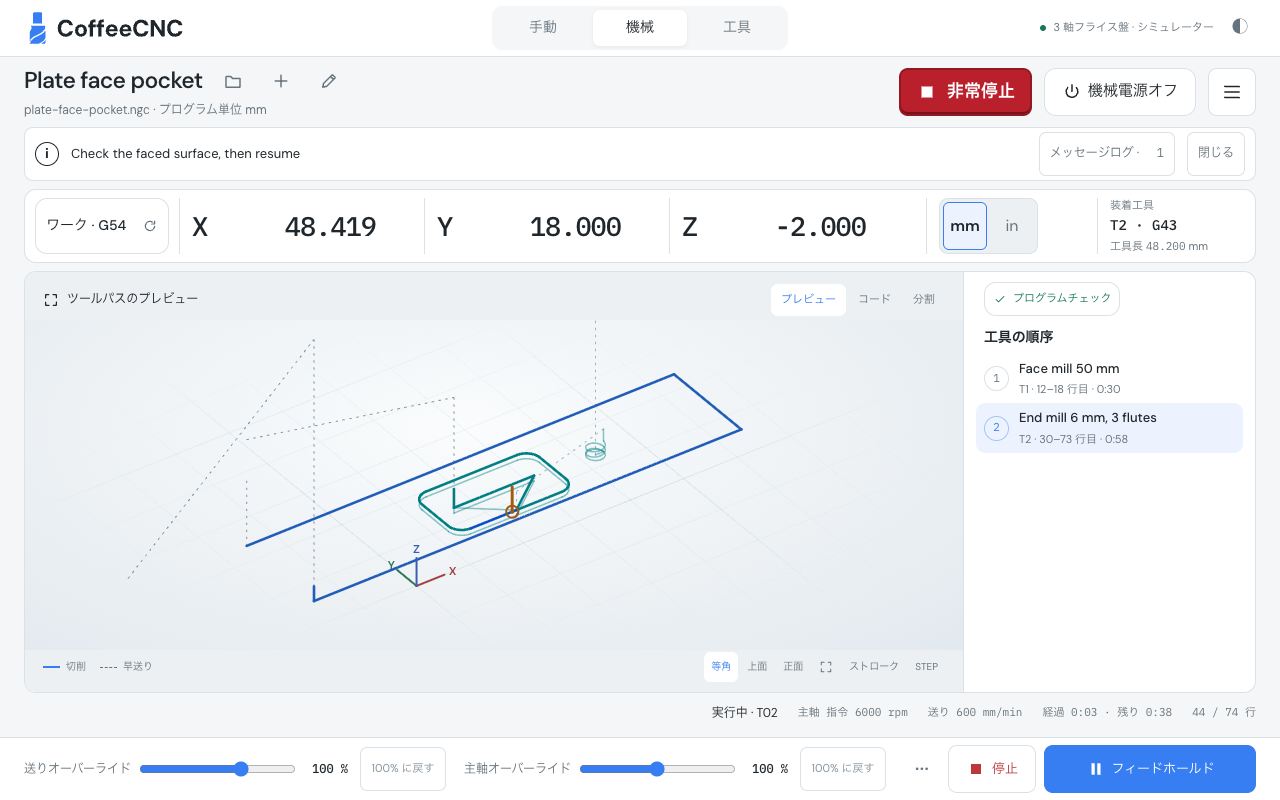 CoffeeCNC
手動
機械
工具
3 軸フライス盤 · シミュレーター
Plate face pocket
plate-face-pocket.ngc · プログラム単位 mm
非常停止
機械電源オフ
Check the faced surface, then resume
メッセージログ · 1
閉じる
ワーク · G54
X 48.419
Y 18.000
Z -2.000
mm
in
装着工具
T2 · G43
工具長 48.200 mm
ツールパスのプレビュー
プレビュー
コード
分割
プログラムチェック
工具の順序
1
Face mill 50 mm
T1 · 12–18 行目 · 0:30
2
End mill 6 mm, 3 flutes
T2 · 30–73 行目 · 0:58
Z
Y
X
切削
早送り
等角
上面
正面
ストローク
STEP
実行中 · T02
主軸 指令 6000 rpm
送り 600 mm/min
経過 0:03 · 残り 0:38
44 / 74 行
送りオーバーライド
100 %
100% に戻す
主軸オーバーライド
100 %
100% に戻す
停止
フィードホールド